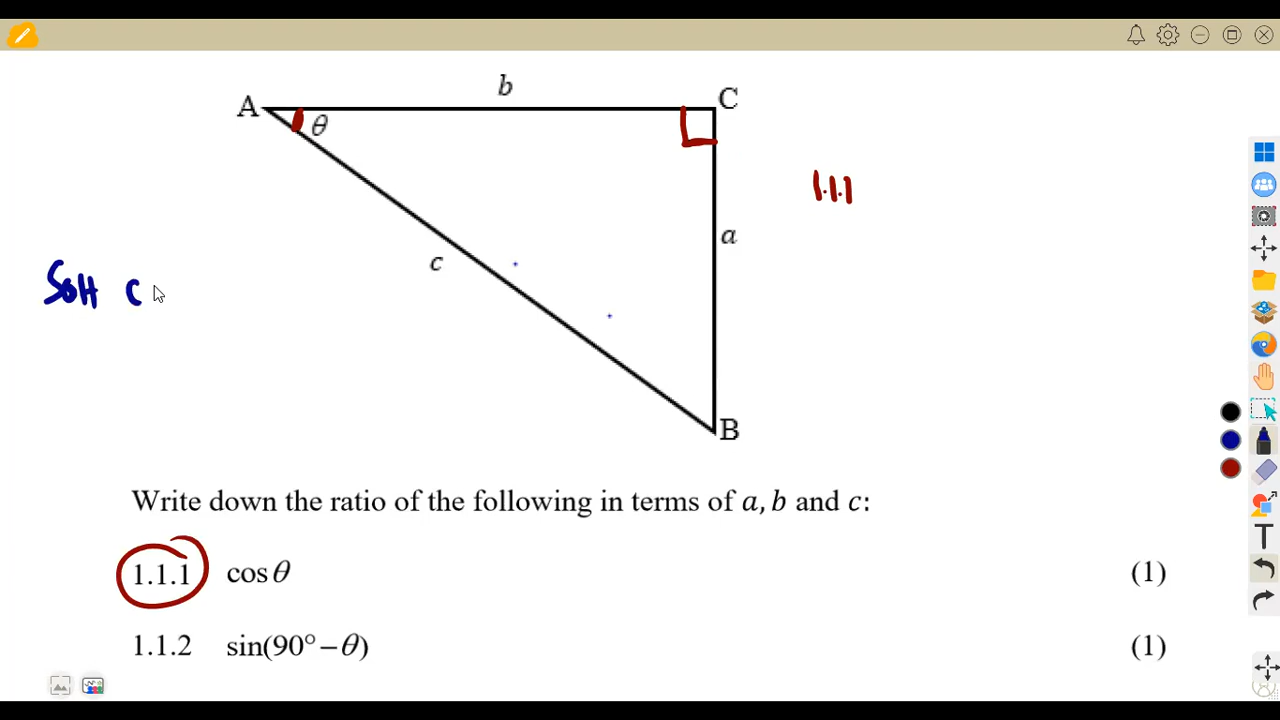 b
A
C
θ
1.1.1
a
c
SOH C
B
Write down the ratio of the following in terms of a, b and c:
1.1.1 cosθ (1)
1.1.2 sin(90° – θ) (1)
T